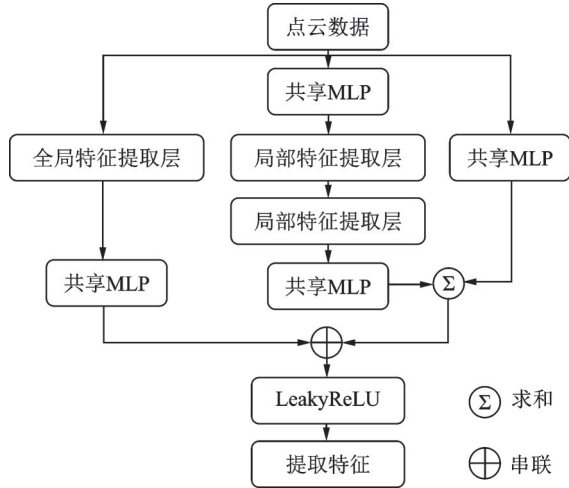 点云数据
共享MLP
全局特征提取层
局部特征提取层
共享MLP
局部特征提取层
共享MLP
共享MLP
Σ
LeakyReLU
Σ 求和
提取特征
串联